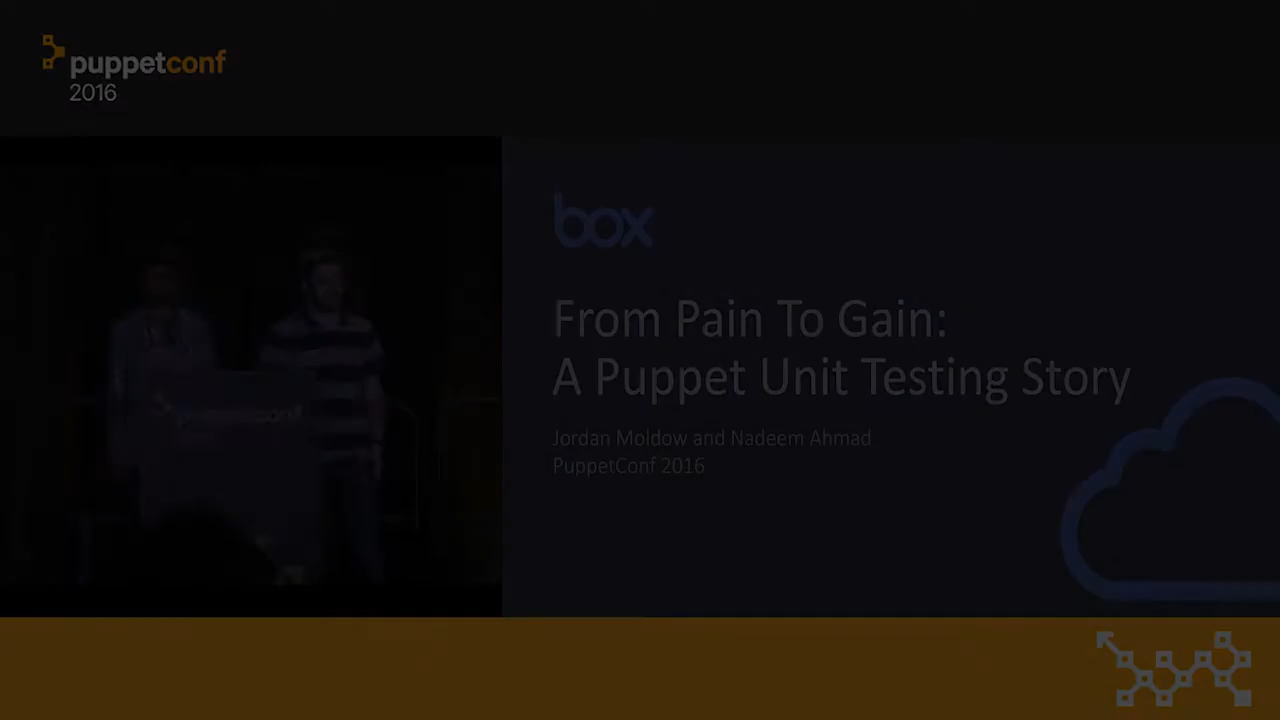 puppetconf
2016
box
From Pain To Gain:
A Puppet Unit Testing Story
Jordan Moldow and Nadeem Ahmad
PuppetConf 2016